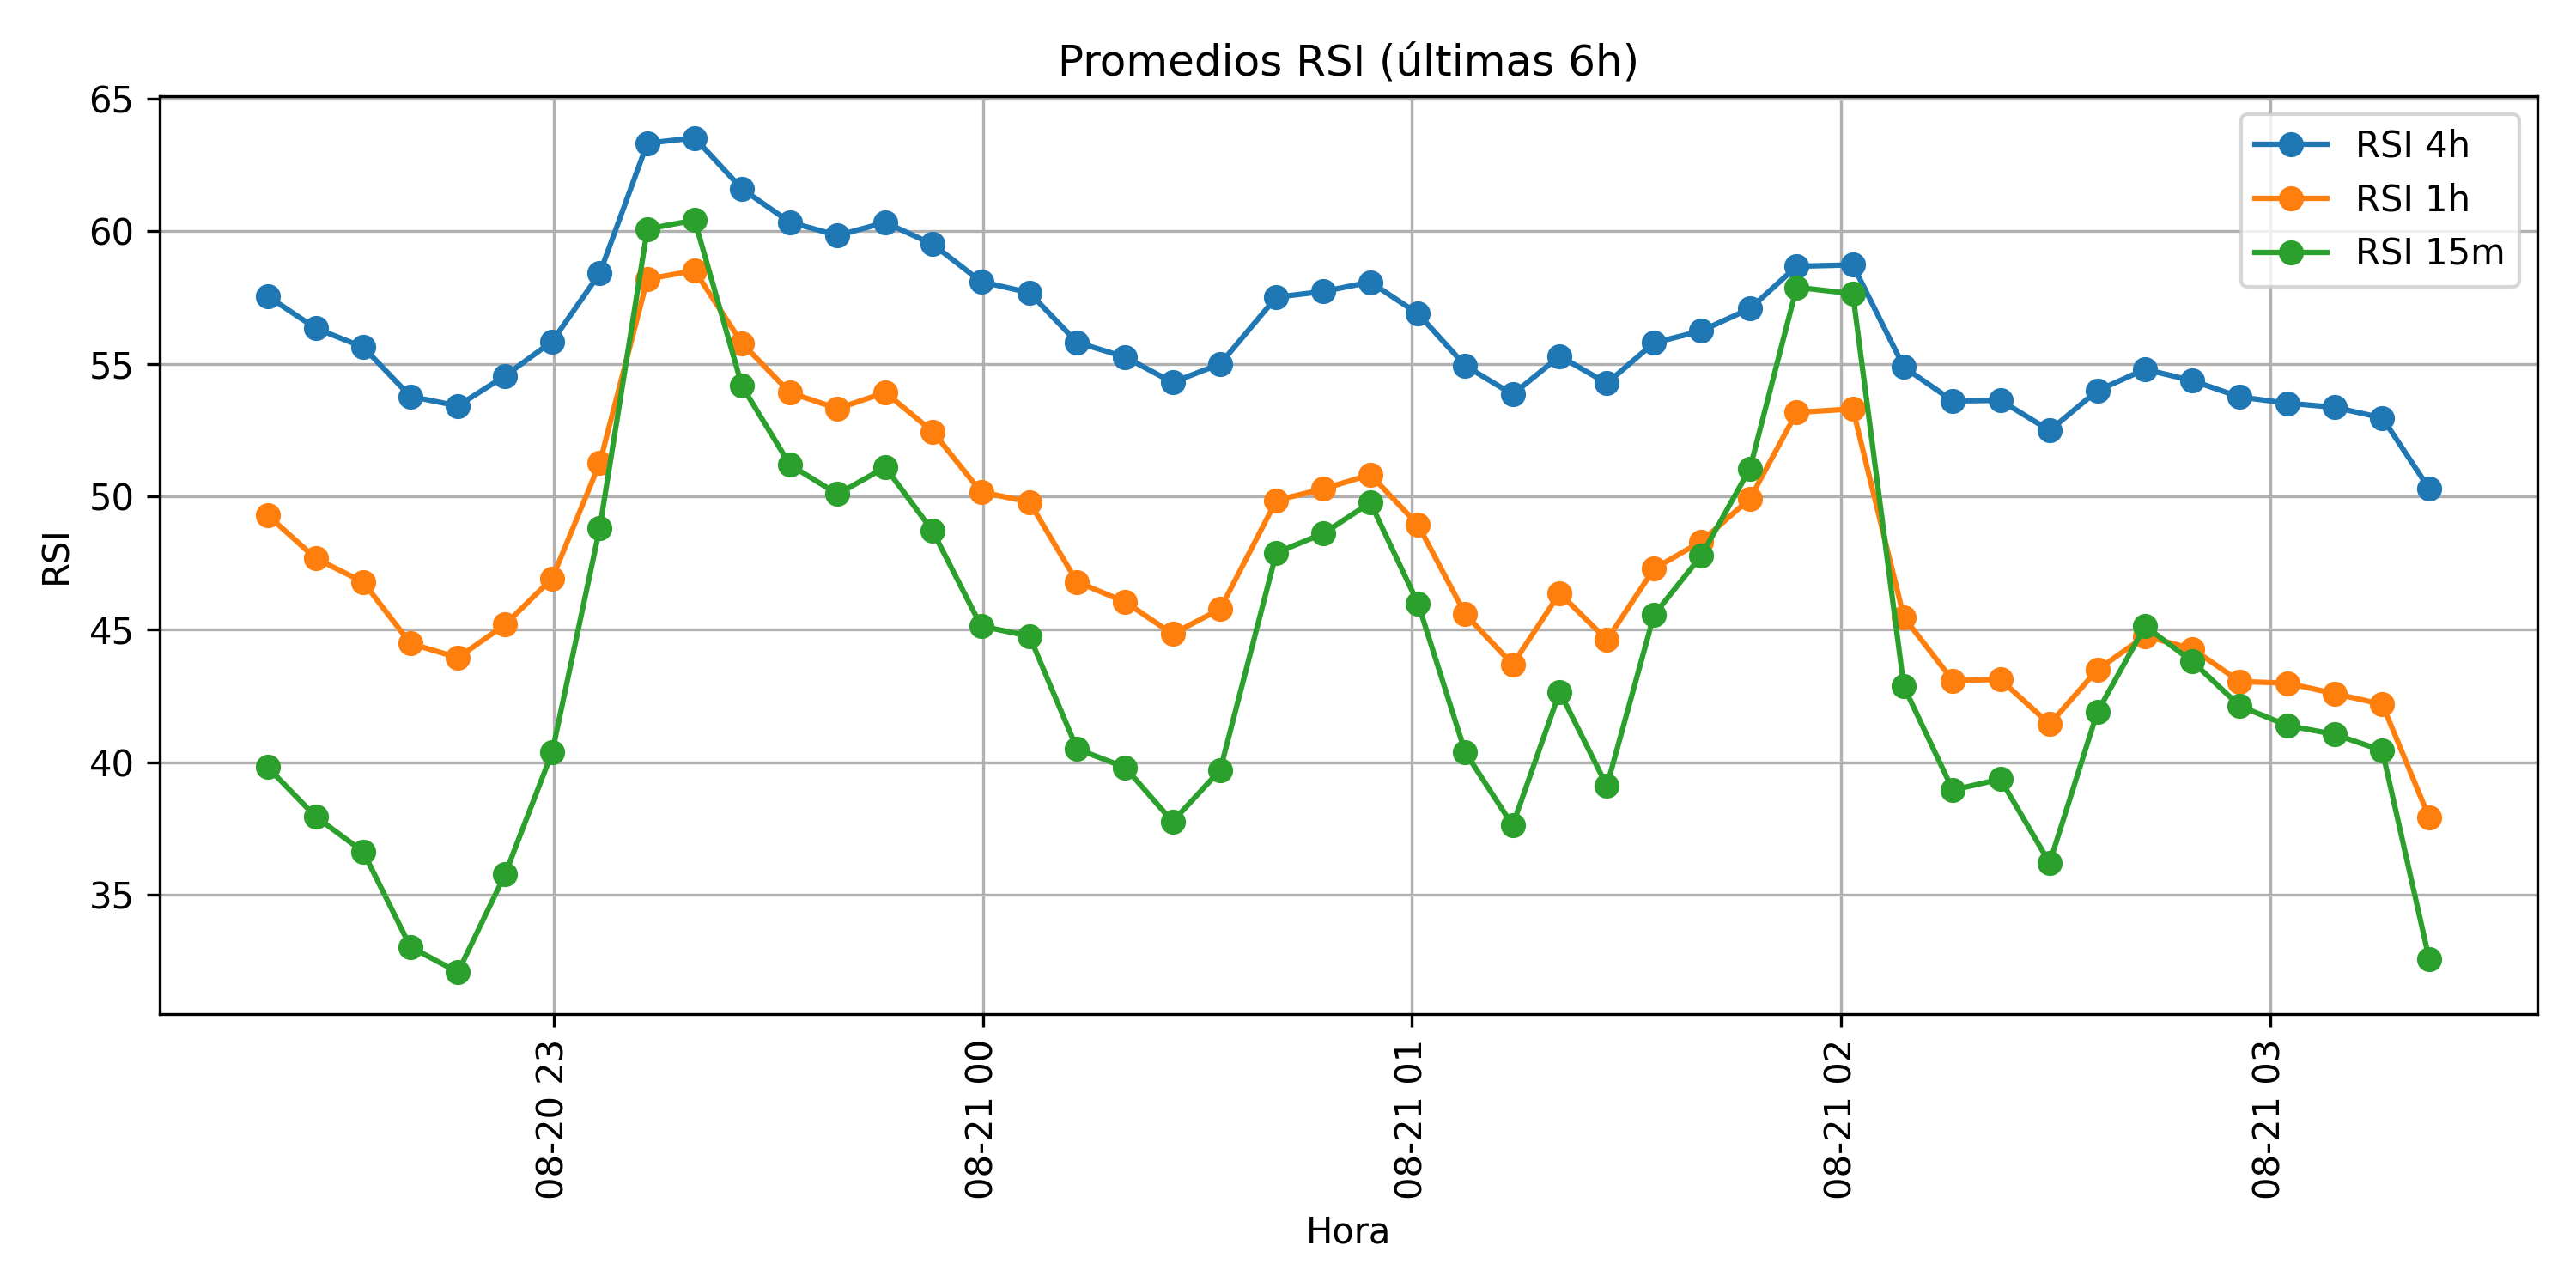 Promedios RSI (últimas 6h)
65
60
55
50
45
40
35
RSI
RSI 4h
RSI 1h
RSI 15m
08-20 23
08-21 00
08-21 01
08-21 02
08-21 03
Hora